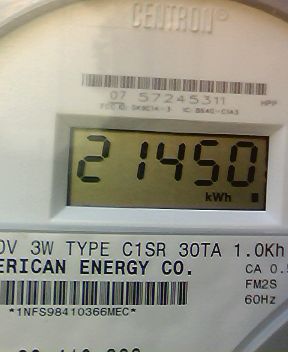 CENTRON®
07 57245311 HPP
21450
kWh
0V 3W TYPE C1SR 30TA 1.0Kh
ERICAN ENERGY CO.
CA 0.5
FM2S
60Hz
*1NFS98410366MEC*